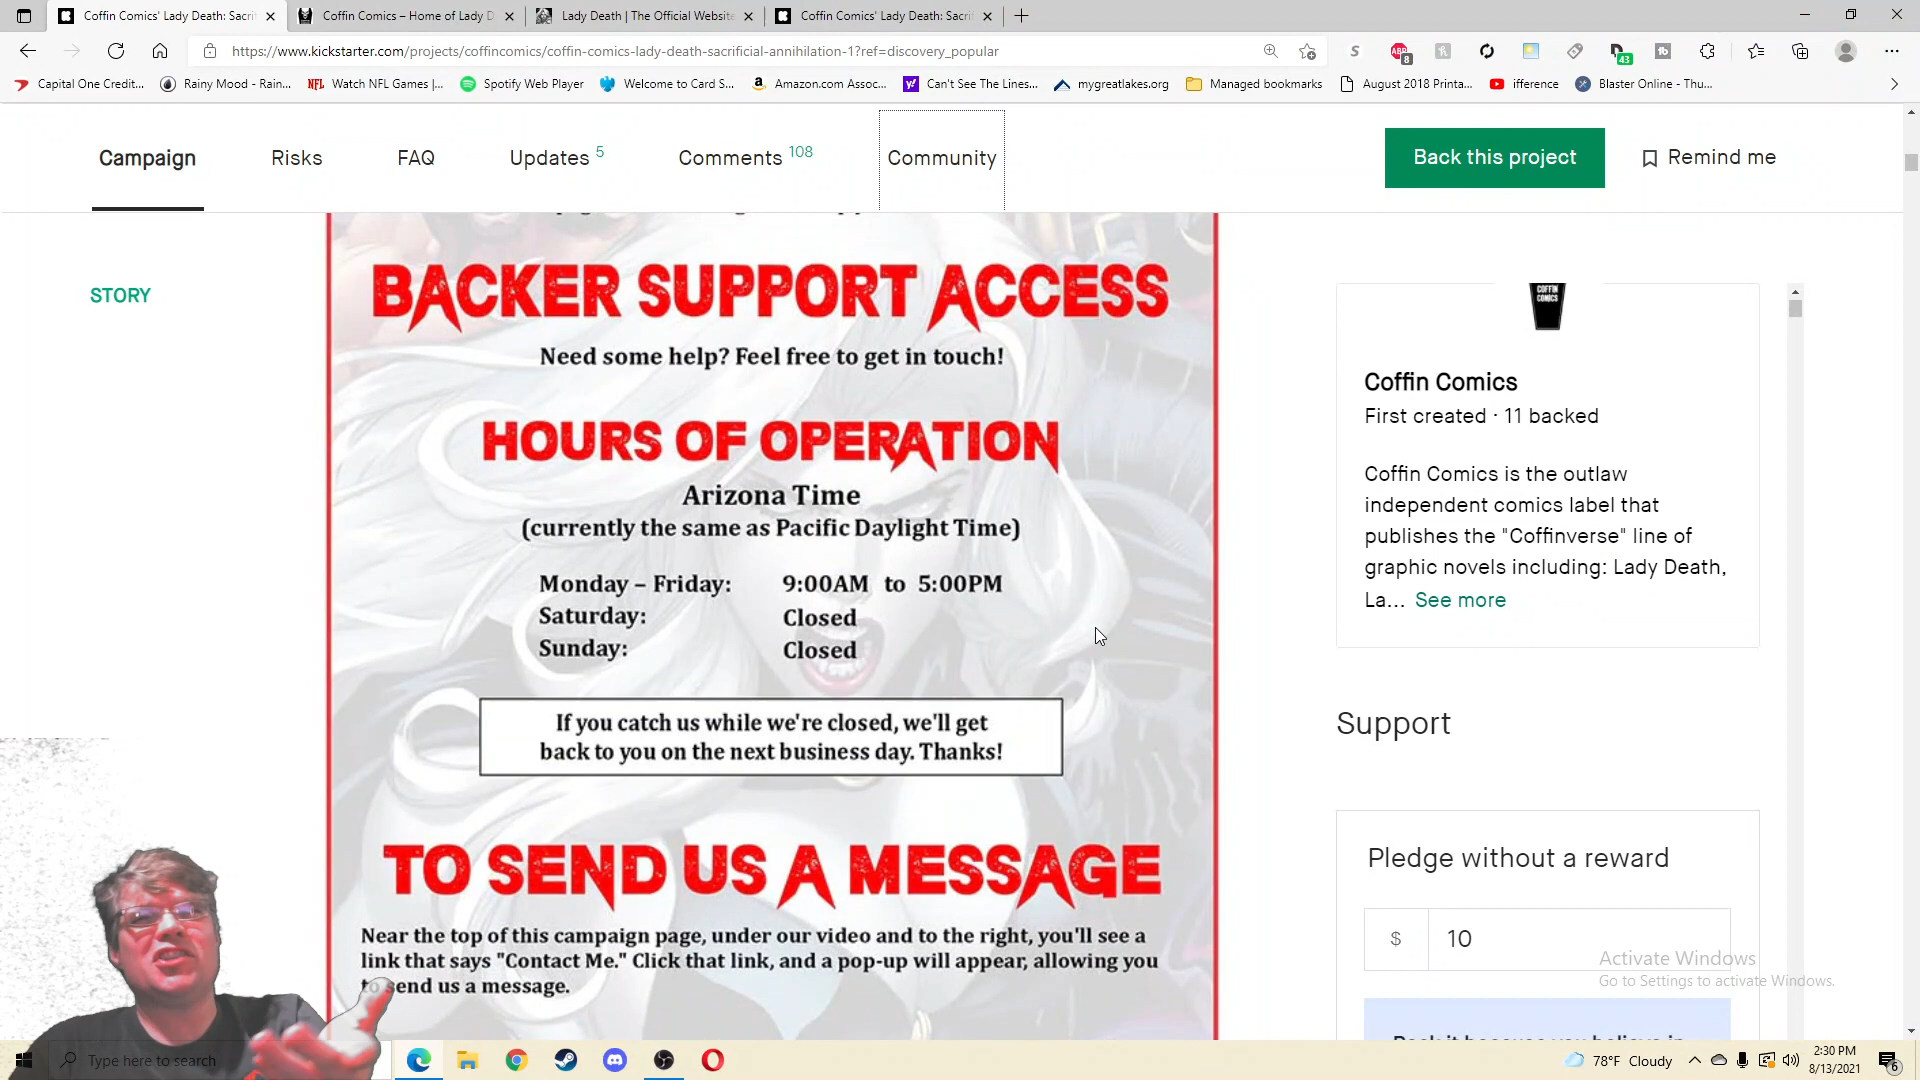 Coffin Comics' Lady Death: Sacri
Coffin Comics – Home of Lady D
Lady Death | The Official Website
Coffin Comics' Lady Death: Sacri
https://www.kickstarter.com/projects/coffincomics/coffin-comics-lady-death-sacrificial-annihilation-1?ref=discovery_popular
8
43
Capital One Credit...
Rainy Mood - Rain...
NFL
Watch NFL Games |...
Spotify Web Player
Welcome to Card S...
Amazon.com Assoc...
Can't See The Lines...
mygreatlakes.org
Managed bookmarks
August 2018 Printa...
ifference
Blaster Online - Thu...
Campaign
Risks
FAQ
Updates 5
Comments 108
Community
Back this project
Remind me
STORY
BACKER SUPPORT ACCESS
Need some help? Feel free to get in touch!
HOURS OF OPERATION
Arizona Time
(currently the same as Pacific Daylight Time)
Monday – Friday: 9:00AM to 5:00PM
Saturday: Closed
Sunday: Closed
If you catch us while we're closed, we'll get
back to you on the next business day. Thanks!
TO SEND US A MESSAGE
Near the top of this campaign page, under our video and to the right, you'll see a
link that says "Contact Me." Click that link, and a pop-up will appear, allowing you
to send us a message.
COFFIN
COMICS
Coffin Comics
First created · 11 backed
Coffin Comics is the outlaw
independent comics label that
publishes the "Coffinverse" line of
graphic novels including: Lady Death,
La... See more
Support
Pledge without a reward
$ 10
Activate Windows
Go to Settings to activate Windows.
Type here to search
78°F Cloudy
2:30 PM
8/13/2021
6